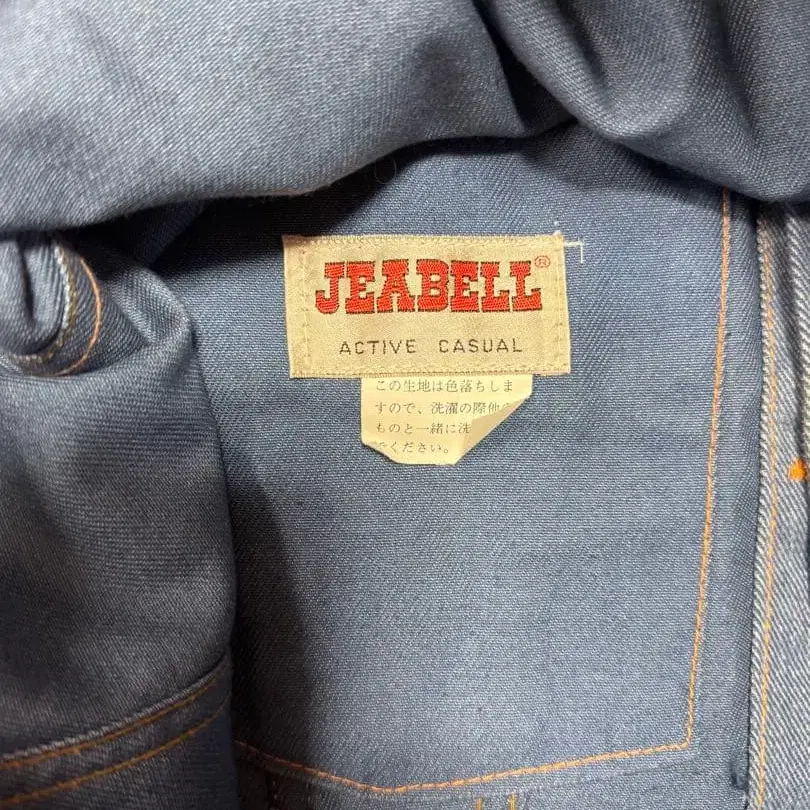 JEABELL®
ACTIVE CASUAL
この生地は色落ちしま
すので、洗濯の際他
ものと一緒に洗
でください。